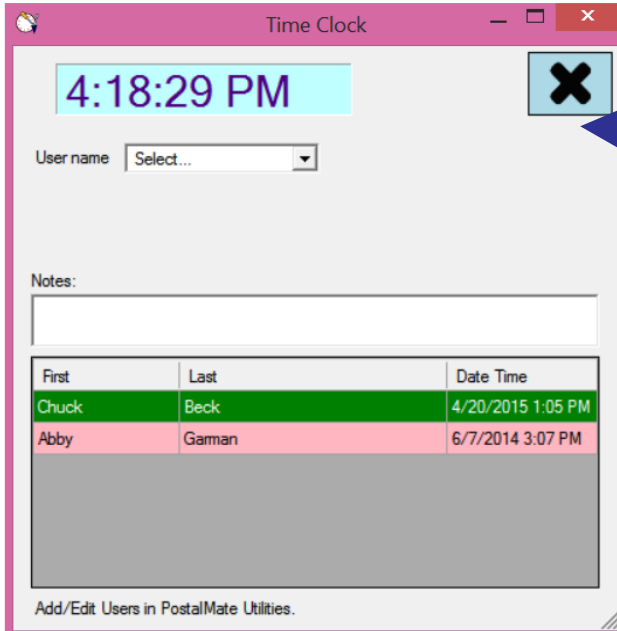 Time Clock
4:18:29 PM
User name Select...
Notes:
First Last Date Time
Chuck Beck 4/20/2015 1:05 PM
Abby Garman 6/7/2014 3:07 PM
Add/Edit Users in PostalMate Utilities.